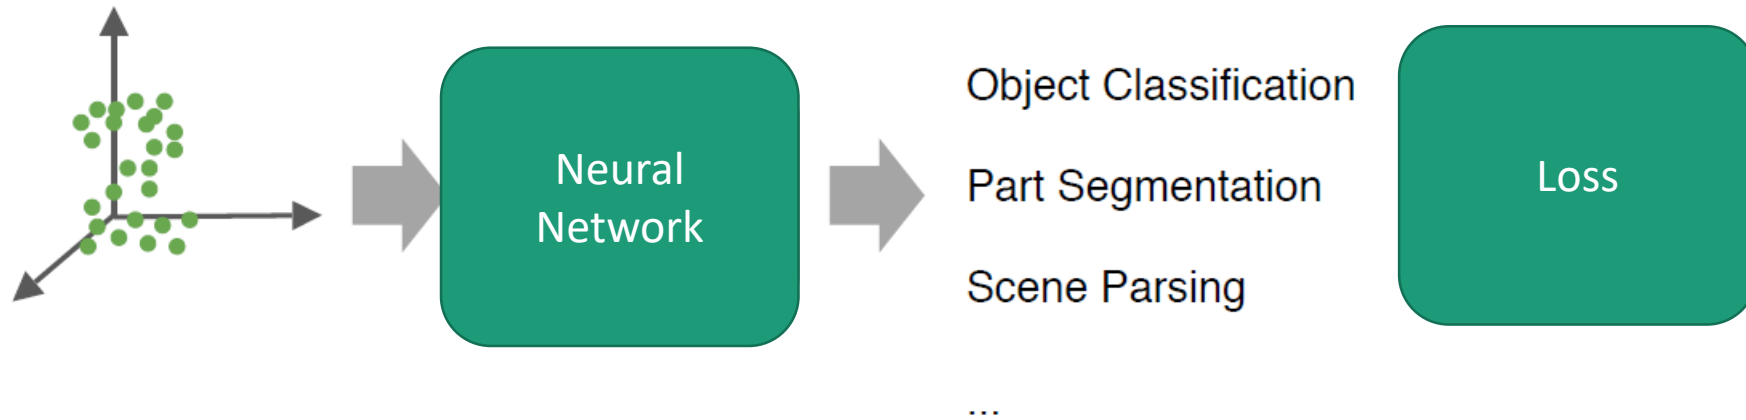 Neural
Network
Object Classification
Part Segmentation
Scene Parsing
...
Loss